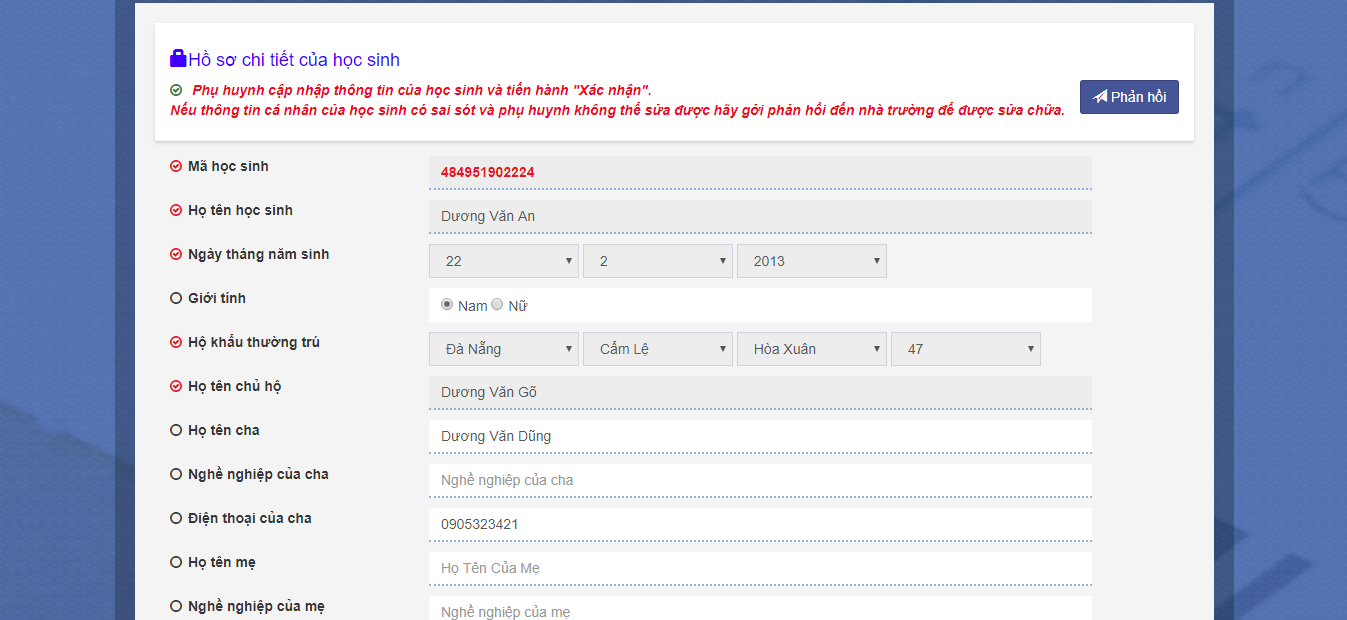 Hồ sơ chi tiết của học sinh
Phụ huynh cập nhập thông tin của học sinh và tiến hành "Xác nhận".
Nếu thông tin cá nhân của học sinh có sai sót và phụ huynh không thể sửa được hãy gởi phản hồi đến nhà trường để được sửa chữa.
Phản hồi
Mã học sinh 484951902224
Họ tên học sinh Dương Văn An
Ngày tháng năm sinh 22 2 2013
Giới tính Nam Nữ
Hộ khẩu thường trú Đà Nẵng Cẩm Lệ Hòa Xuân 47
Họ tên chủ hộ Dương Văn Gõ
Họ tên cha Dương Văn Dũng
Nghề nghiệp của cha Nghề nghiệp của cha
Điện thoại của cha 0905323421
Họ tên mẹ Họ Tên Của Mẹ
Nghề nghiệp của mẹ Nghề nghiệp của mẹ